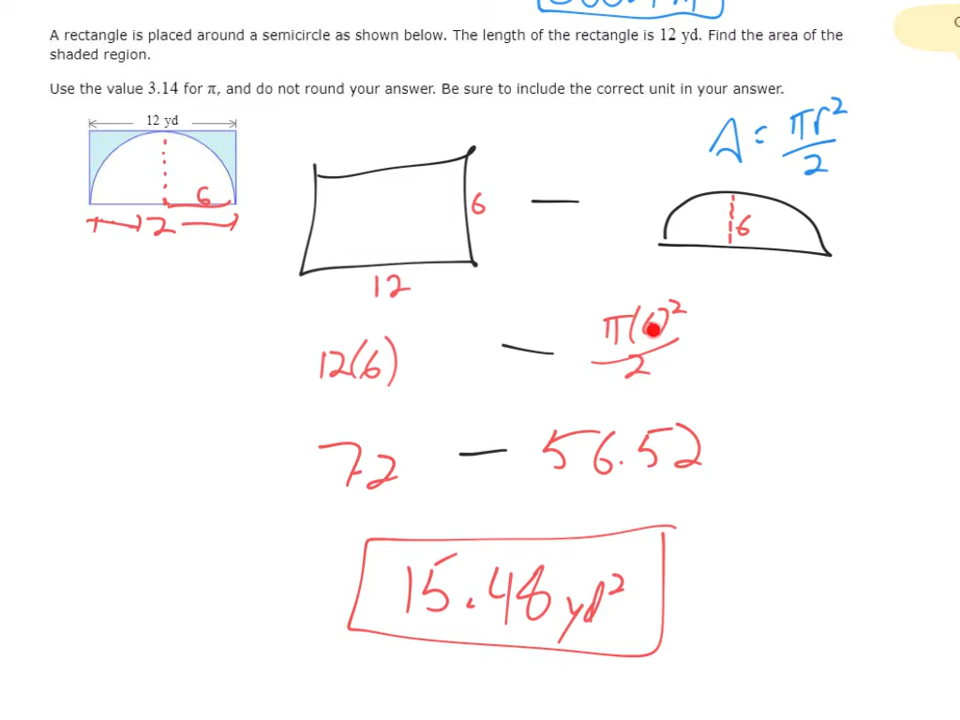 A rectangle is placed around a semicircle as shown below. The length of the rectangle is 12 yd. Find the area of the
shaded region.
Use the value 3.14 for π, and do not round your answer. Be sure to include the correct unit in your answer.
12 yd
A = πr²/2
6
12
6
—
6
12
12(6) — π(6)²/2
72 — 56.52
15.48 yd²